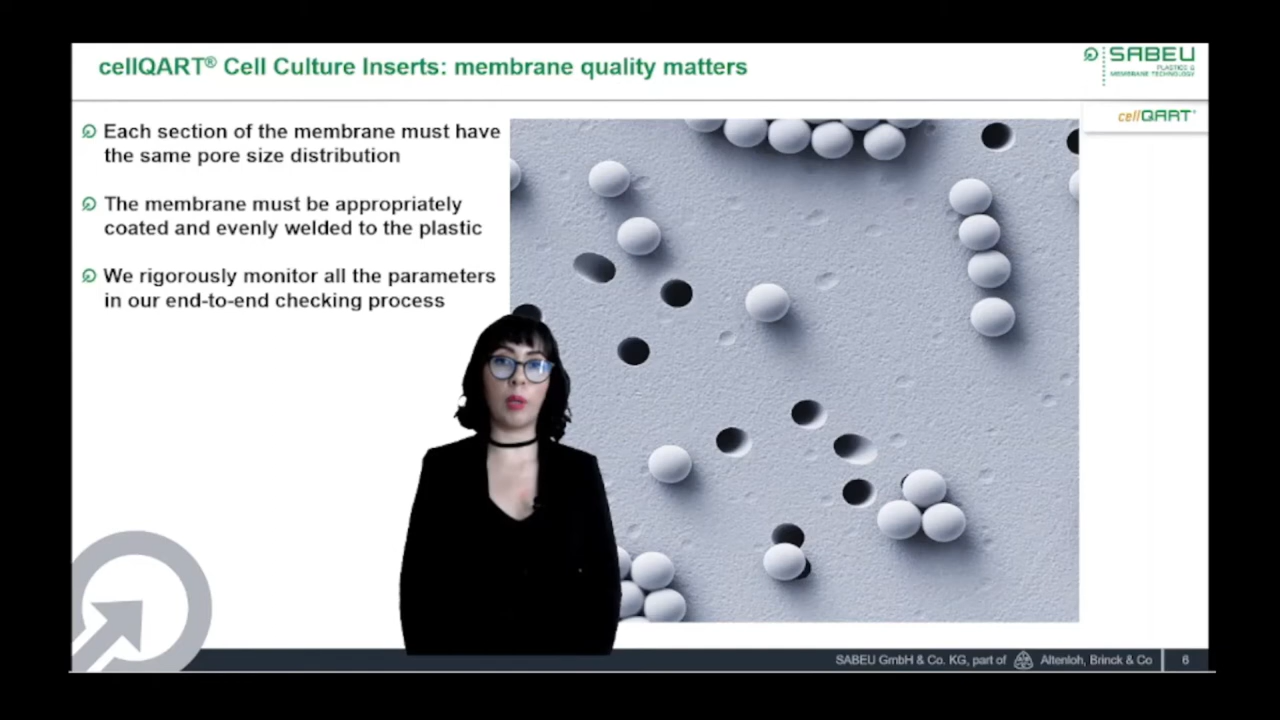 cellQART® Cell Culture Inserts: membrane quality matters
SABEU
PLASTICS &
MEMBRANE TECHNOLOGY
cellQART®
Each section of the membrane must have
the same pore size distribution
The membrane must be appropriately
coated and evenly welded to the plastic
We rigorously monitor all the parameters
in our end-to-end checking process
SABEU GmbH & Co. KG, part of Altenloh, Brinck & Co 6